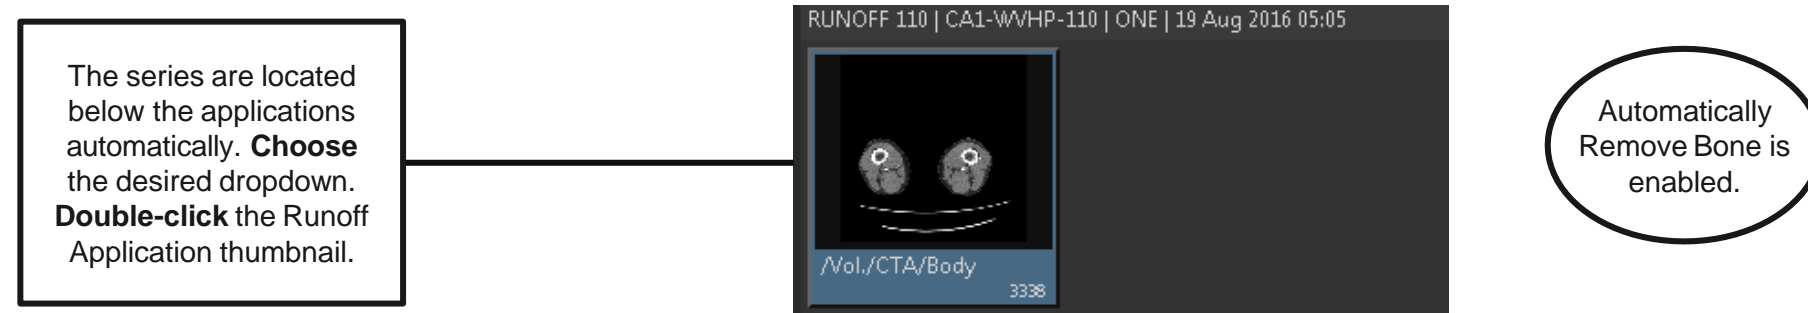 The series are located
below the applications
automatically. Choose
the desired dropdown.
Double-click the Runoff
Application thumbnail.
RUNOFF 110 | CA1-WVHP-110 | ONE | 19 Aug 2016 05:05
/Vol./CTA/Body
3338
Automatically
Remove Bone is
enabled.